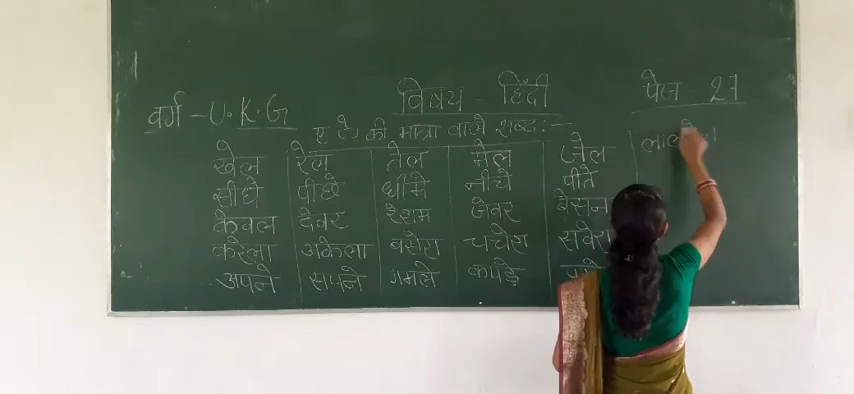 वर्ग - U.K.G विषय - हिंदी पेज 27
ए की मात्रा वाले शब्द :-
खेल रेल तेल मेल जेल
सीधे पीछे धीमे नीचे पीते
केवल देवर रेशम जेवर बेसन
करेला अकेला बसेरा चचेरा सवेरा
अपने सपने गमले कपड़े